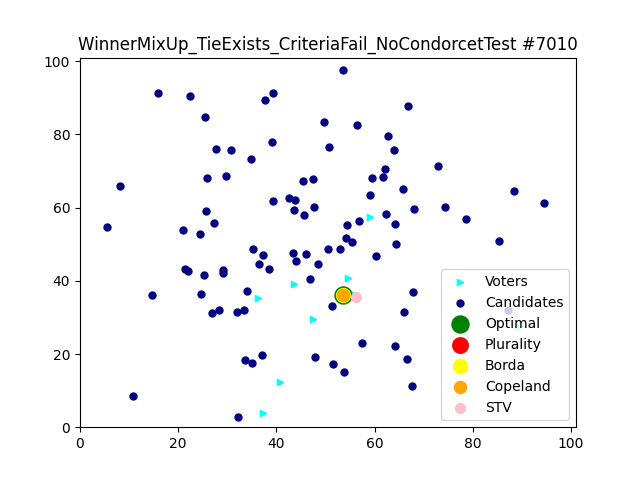 WinnerMixUp_TieExists_CriteriaFail_NoCondorcetTest #7010
100
80
60
40
20
0
0 20 40 60 80 100
Voters
Candidates
Optimal
Plurality
Borda
Copeland
STV